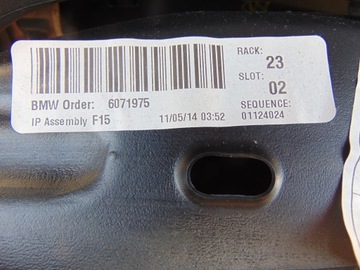 RACK:
23
SLOT:
02
BMW Order: 6071975
SEQUENCE:
IP Assembly F15 11/05/14 03:52 01124024